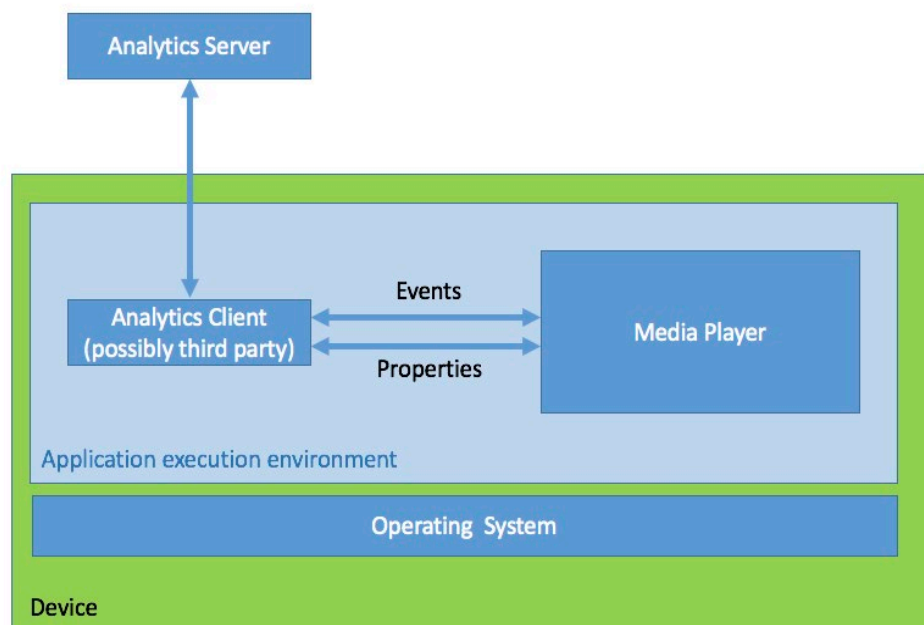 Analytics Server
Events
Analytics Client
(possibly third party)
Media Player
Properties
Application execution environment
Operating System
Device